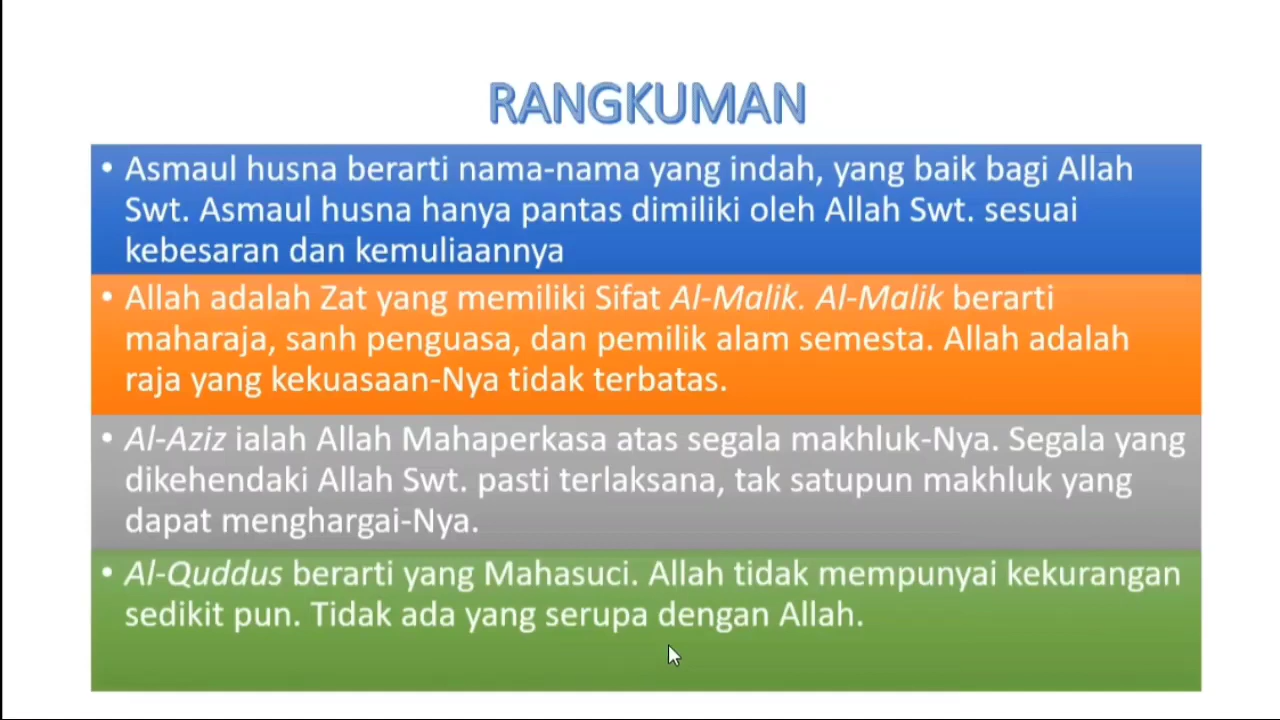 RANGKUMAN
• Asmaul husna berarti nama-nama yang indah, yang baik bagi Allah
Swt. Asmaul husna hanya pantas dimiliki oleh Allah Swt. sesuai
kebesaran dan kemuliaannya
• Allah adalah Zat yang memiliki Sifat Al-Malik. Al-Malik berarti
maharaja, sanh penguasa, dan pemilik alam semesta. Allah adalah
raja yang kekuasaan-Nya tidak terbatas.
• Al-Aziz ialah Allah Mahaperkasa atas segala makhluk-Nya. Segala yang
dikehendaki Allah Swt. pasti terlaksana, tak satupun makhluk yang
dapat menghargai-Nya.
• Al-Quddus berarti yang Mahasuci. Allah tidak mempunyai kekurangan
sedikit pun. Tidak ada yang serupa dengan Allah.